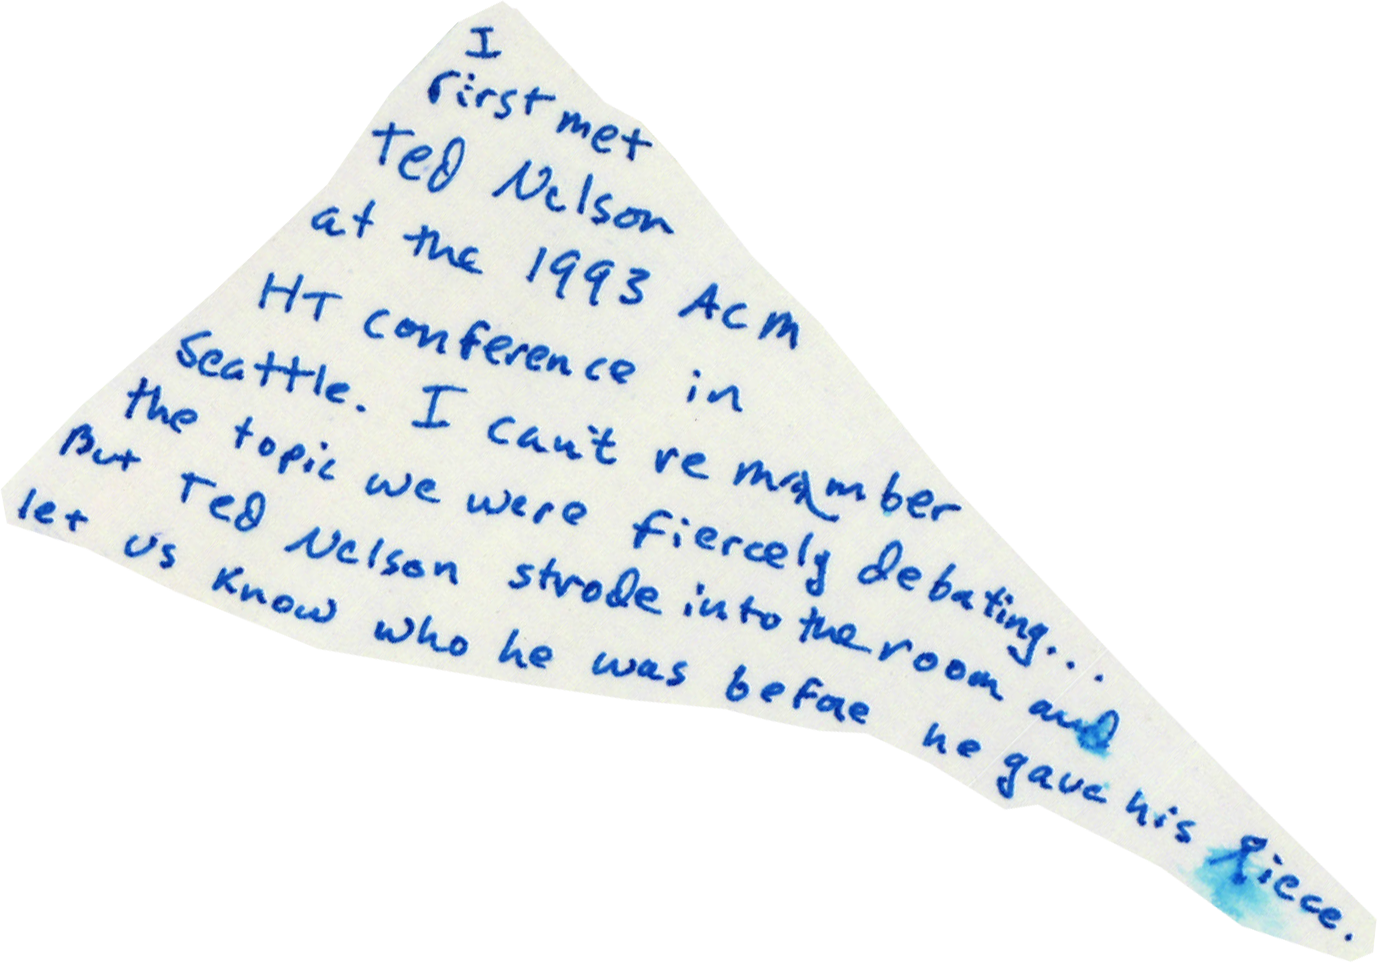 I
first met
Ted Nelson
at the 1993 ACM
HT conference in
Seattle. I can't remember
the topic we were fiercely debating...
But Ted Nelson strode into the room and
let us know who he was before he gave his piece.